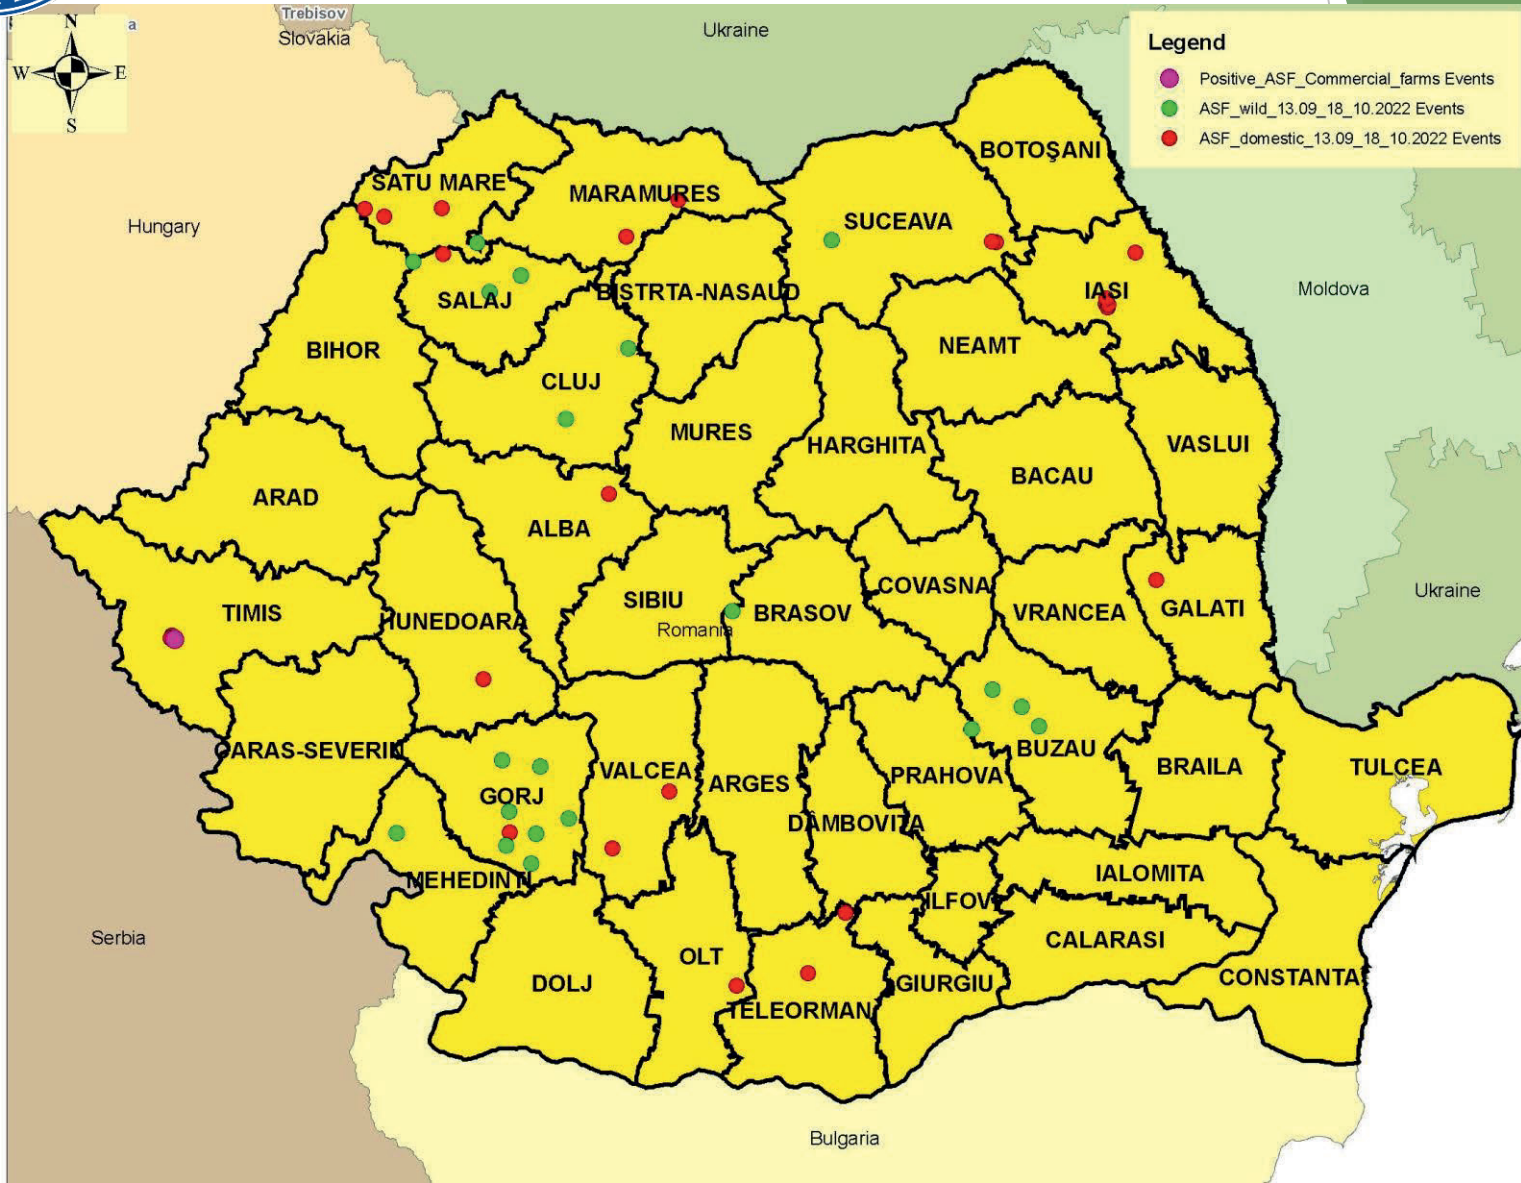 Trebisov
Slovakia
Ukraine
N
W
E
S
a
Legend
Positive_ASF_Commercial_farms Events
ASF_wild_13.09_18_10.2022 Events
ASF_domestic_13.09_18_10.2022 Events
BOTOŞANI
SATU MARE
MARAMURES
SUCEAVA
Hungary
IASI
Moldova
SALAJ
BISTRTA-NASAUD
BIHOR
NEAMT
CLUJ
MURES
HARGHITA
VASLUI
BACAU
ARAD
ALBA
COVASNA
Ukraine
SIBIU
BRASOV
VRANCEA
GALATI
TIMIS
HUNEDOARA
Romania
CARAS-SEVERIN
BUZAU
VALCEA
PRAHOVA
BRAILA
TULCEA
ARGES
GORJ
DÂMBOVITA
MEHEDINTI
IALOMITA
ILFOV
Serbia
CALARASI
OLT
DOLJ
GIURGIU
CONSTANTA
TELEORMAN
Bulgaria